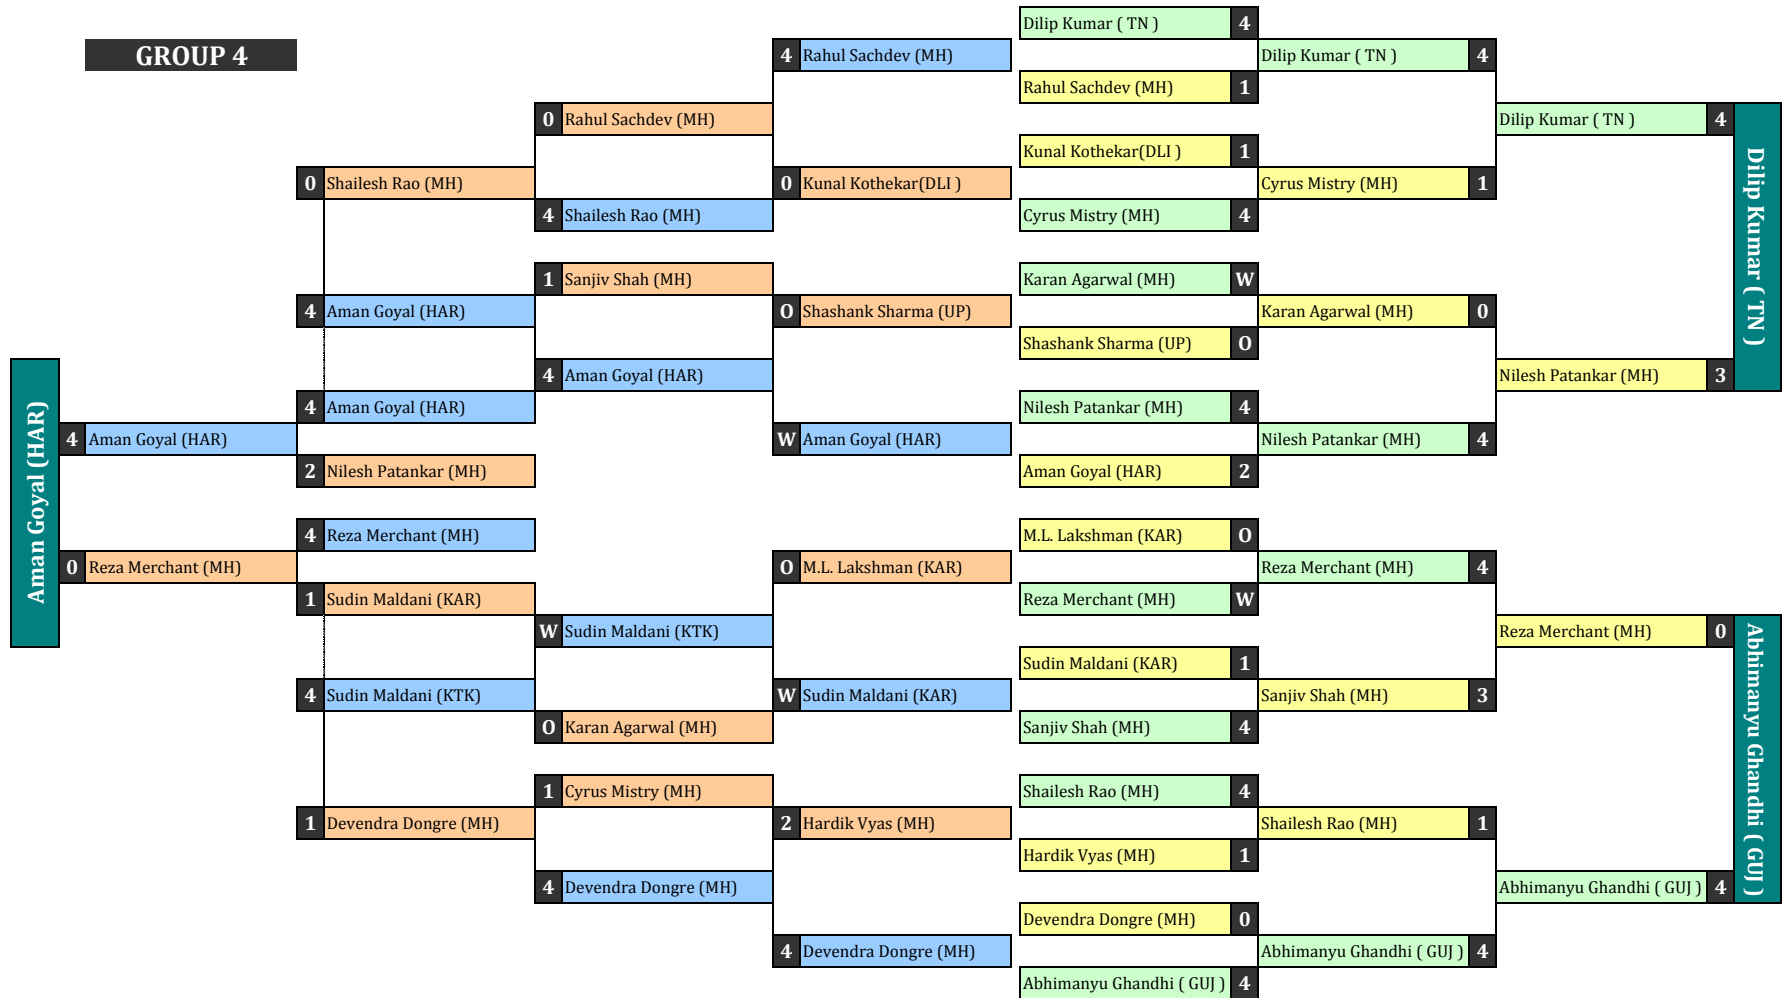 Dilip Kumar ( TN ) 4
GROUP 4
4 Rahul Sachdev (MH)
Dilip Kumar ( TN ) 4
Rahul Sachdev (MH) 1
0 Rahul Sachdev (MH)
Dilip Kumar ( TN ) 4
Kunal Kothekar(DLI ) 1
0 Shailesh Rao (MH)
0 Kunal Kothekar(DLI )
Cyrus Mistry (MH) 1
4 Shailesh Rao (MH)
Cyrus Mistry (MH) 4
Dilip Kumar ( TN )
1 Sanjiv Shah (MH)
Karan Agarwal (MH) W
4 Aman Goyal (HAR)
O Shashank Sharma (UP)
Karan Agarwal (MH) 0
Shashank Sharma (UP) O
4 Aman Goyal (HAR)
Nilesh Patankar (MH) 3
4 Aman Goyal (HAR)
Nilesh Patankar (MH) 4
4 Aman Goyal (HAR)
W Aman Goyal (HAR)
Nilesh Patankar (MH) 4
2 Nilesh Patankar (MH)
Aman Goyal (HAR) 2
Aman Goyal (HAR)
4 Reza Merchant (MH)
M.L. Lakshman (KAR) O
0 Reza Merchant (MH)
O M.L. Lakshman (KAR)
Reza Merchant (MH) 4
1 Sudin Maldani (KAR)
Reza Merchant (MH) W
W Sudin Maldani (KTK)
Reza Merchant (MH) 0
Sudin Maldani (KAR) 1
4 Sudin Maldani (KTK)
W Sudin Maldani (KAR)
Sanjiv Shah (MH) 3
O Karan Agarwal (MH)
Sanjiv Shah (MH) 4
Abhimanyu Ghandhi ( GUJ )
1 Cyrus Mistry (MH)
Shailesh Rao (MH) 4
1 Devendra Dongre (MH)
2 Hardik Vyas (MH)
Shailesh Rao (MH) 1
Hardik Vyas (MH) 1
4 Devendra Dongre (MH)
Abhimanyu Ghandhi ( GUJ ) 4
Devendra Dongre (MH) 0
4 Devendra Dongre (MH)
Abhimanyu Ghandhi ( GUJ ) 4
Abhimanyu Ghandhi ( GUJ ) 4